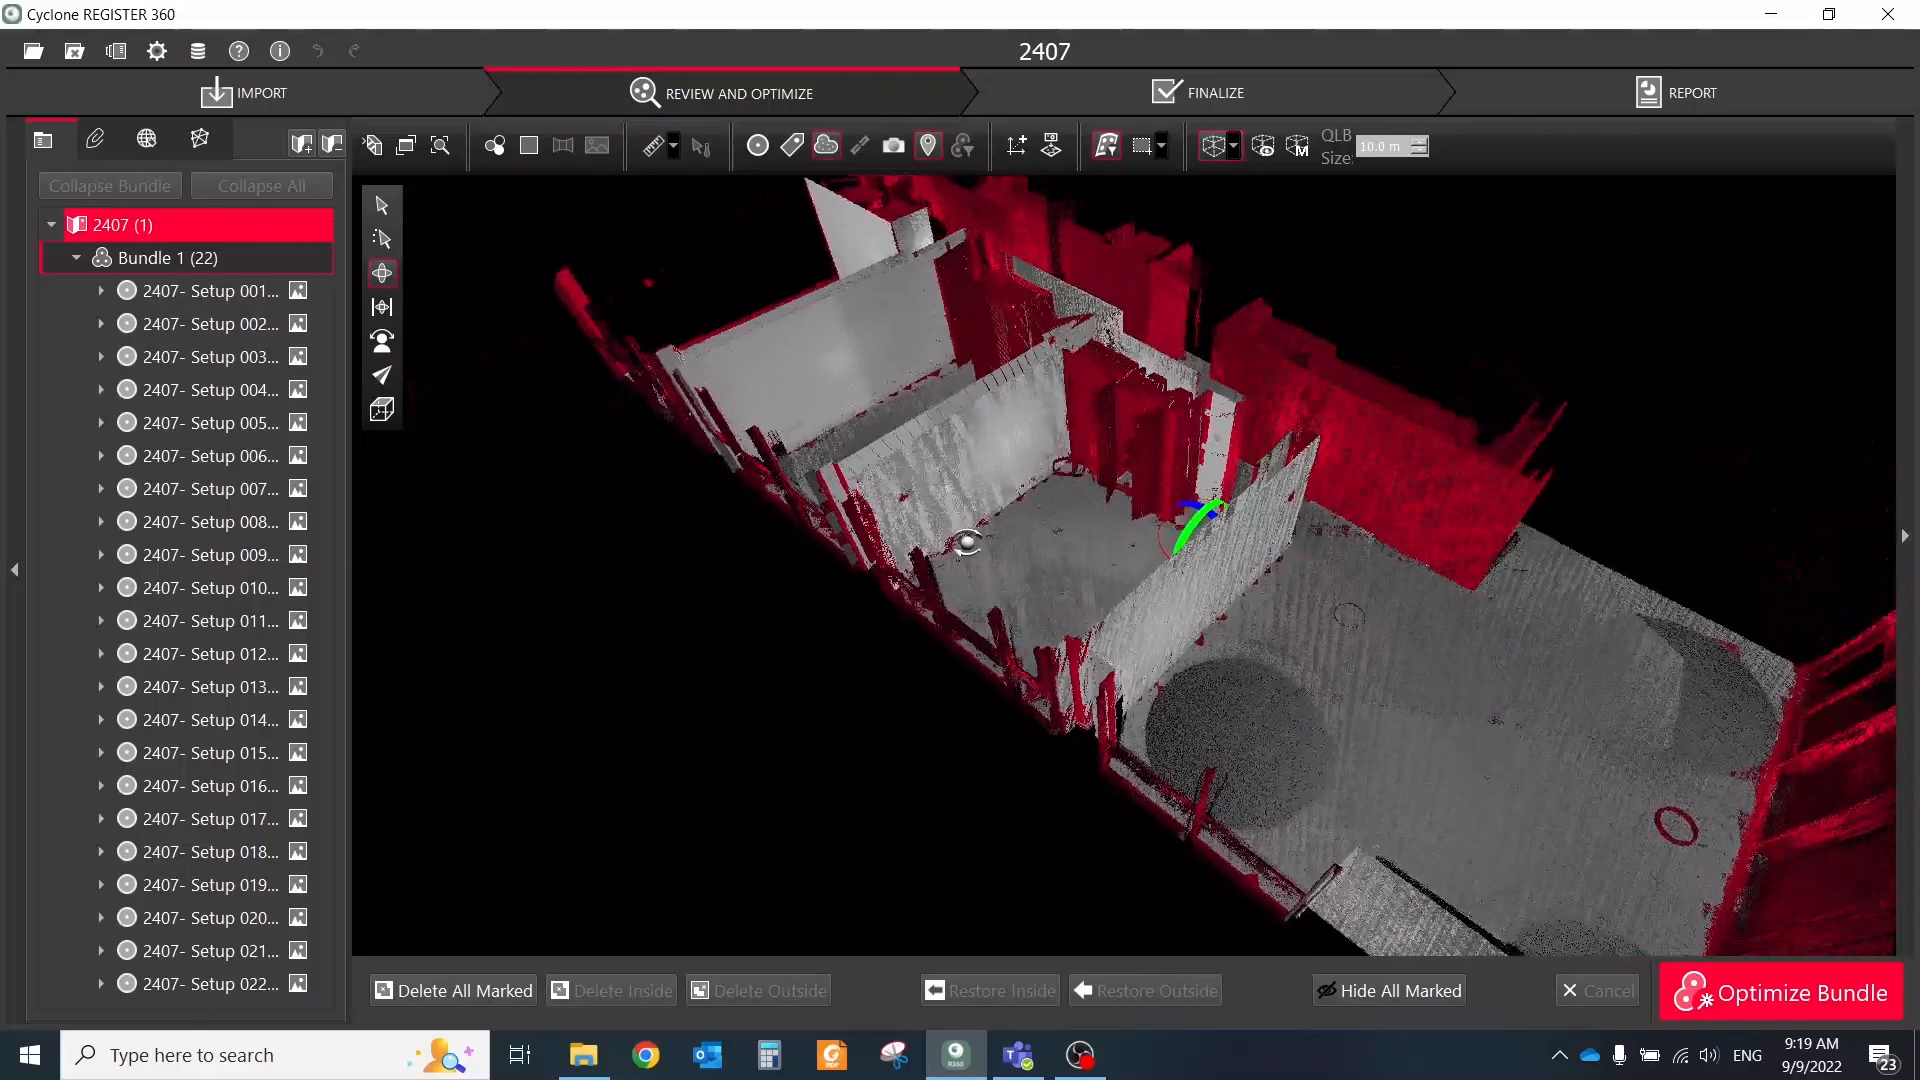 Cyclone REGISTER 360
2407
IMPORT
REVIEW AND OPTIMIZE
FINALIZE
REPORT
QLB
Size:
10.0 m
Collapse Bundle
Collapse All
2407 (1)
Bundle 1 (22)
2407- Setup 001...
2407- Setup 002...
2407- Setup 003...
2407- Setup 004...
2407- Setup 005...
2407- Setup 006...
2407- Setup 007...
2407- Setup 008...
2407- Setup 009...
2407- Setup 010...
2407- Setup 011...
2407- Setup 012...
2407- Setup 013...
2407- Setup 014...
2407- Setup 015...
2407- Setup 016...
2407- Setup 017...
2407- Setup 018...
2407- Setup 019...
2407- Setup 020...
2407- Setup 021...
2407- Setup 022...
Delete All Marked
Delete Inside
Delete Outside
Restore Inside
Restore Outside
Hide All Marked
Cancel
Optimize Bundle
Type here to search
R360
PDF
ENG
9:19 AM
9/9/2022
23